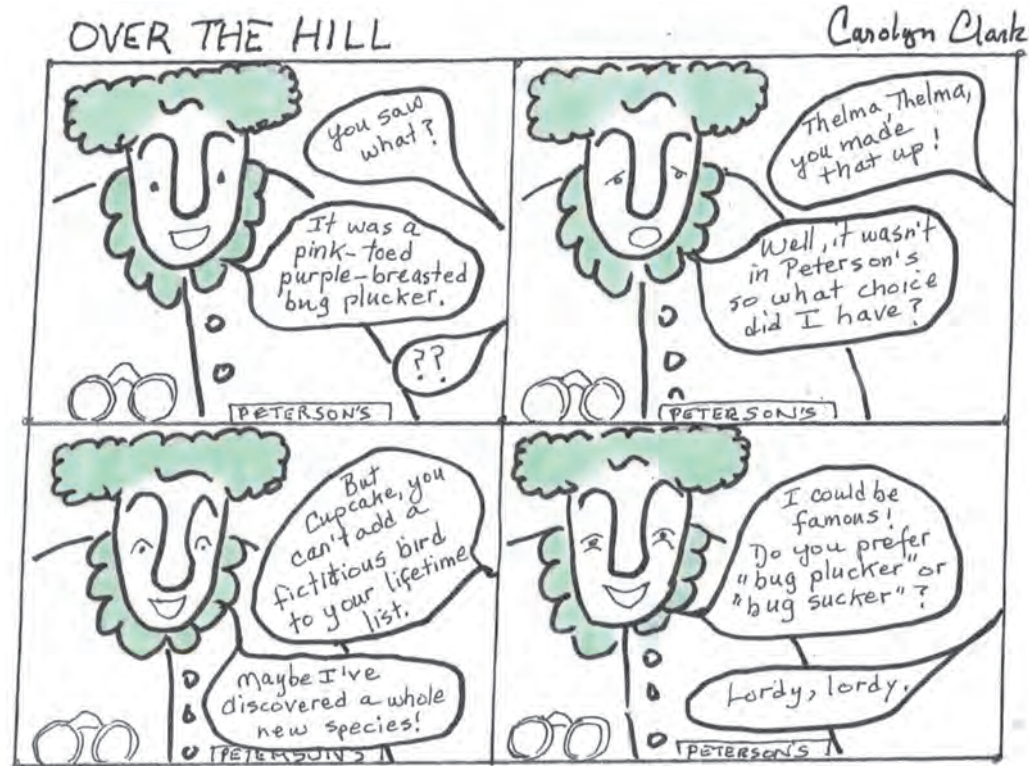 OVER THE HILL
Carolyn Clark
you saw
what?
It was a
pink-toed
purple-breasted
bug plucker.
??
PETERSON'S
Thelma, Thelma,
you made
that up!
Well, it wasn't
in Peterson's
so what choice
did I have?
PETERSON'S
But
Cupcake, you
can't add a
fictitious bird
to your lifetime
list.
Maybe I've
discovered a whole
new species!
PETERSON'S
I could be
famous!
Do you prefer
"bug plucker" or
"bug sucker"?
Lordy, lordy.
PETERSON'S